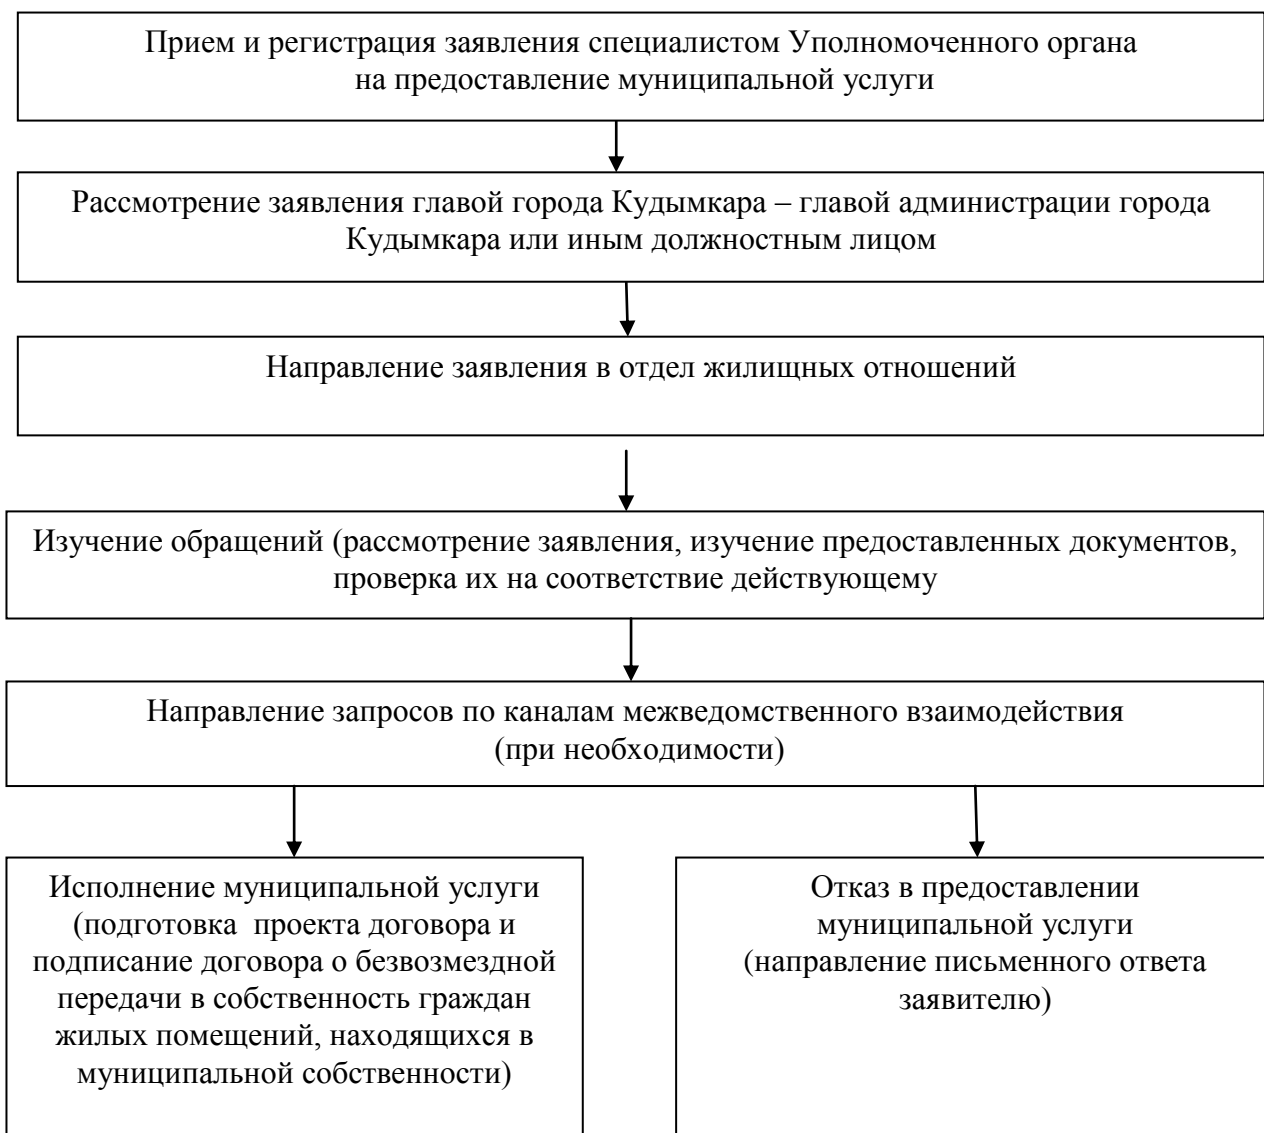 Прием и регистрация заявления специалистом Уполномоченного органа
на предоставление муниципальной услуги
Рассмотрение заявления главой города Кудымкара – главой администрации города
Кудымкара или иным должностным лицом
Направление заявления в отдел жилищных отношений
Изучение обращений (рассмотрение заявления, изучение предоставленных документов,
проверка их на соответствие действующему
Направление запросов по каналам межведомственного взаимодействия
(при необходимости)
Исполнение муниципальной услуги
(подготовка проекта договора и
подписание договора о безвозмездной
передачи в собственность граждан
жилых помещений, находящихся в
муниципальной собственности)
Отказ в предоставлении
муниципальной услуги
(направление письменного ответа
заявителю)